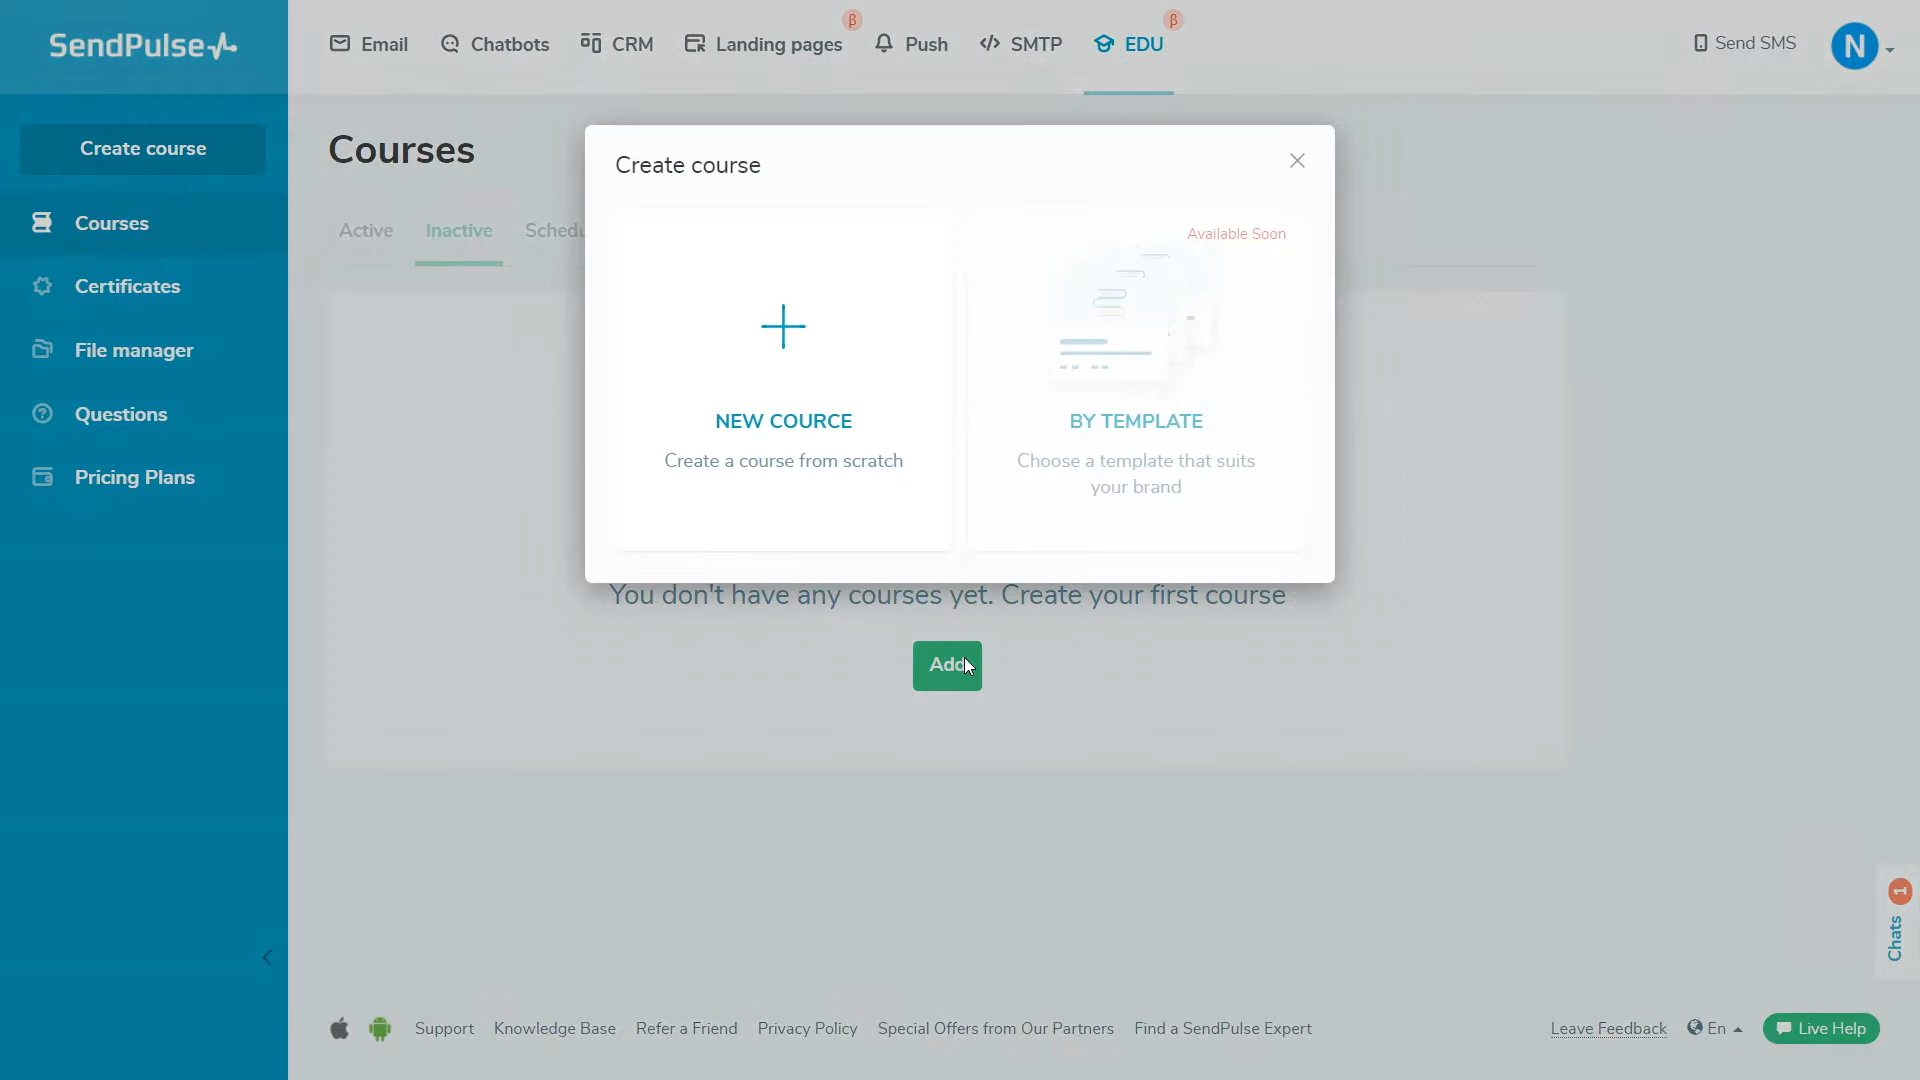 SendPulse
Email
Chatbots
CRM
Landing pages
β
Push
SMTP
EDU
β
Send SMS
N
Create course
Courses
Certificates
File manager
Questions
Pricing Plans
Courses
Active
Inactive
Schedu
Create course
NEW COURCE
Create a course from scratch
Available Soon
BY TEMPLATE
Choose a template that suits
your brand
You don't have any courses yet. Create your first course
Add
Chats
1
Support
Knowledge Base
Refer a Friend
Privacy Policy
Special Offers from Our Partners
Find a SendPulse Expert
Leave Feedback
En
Live Help